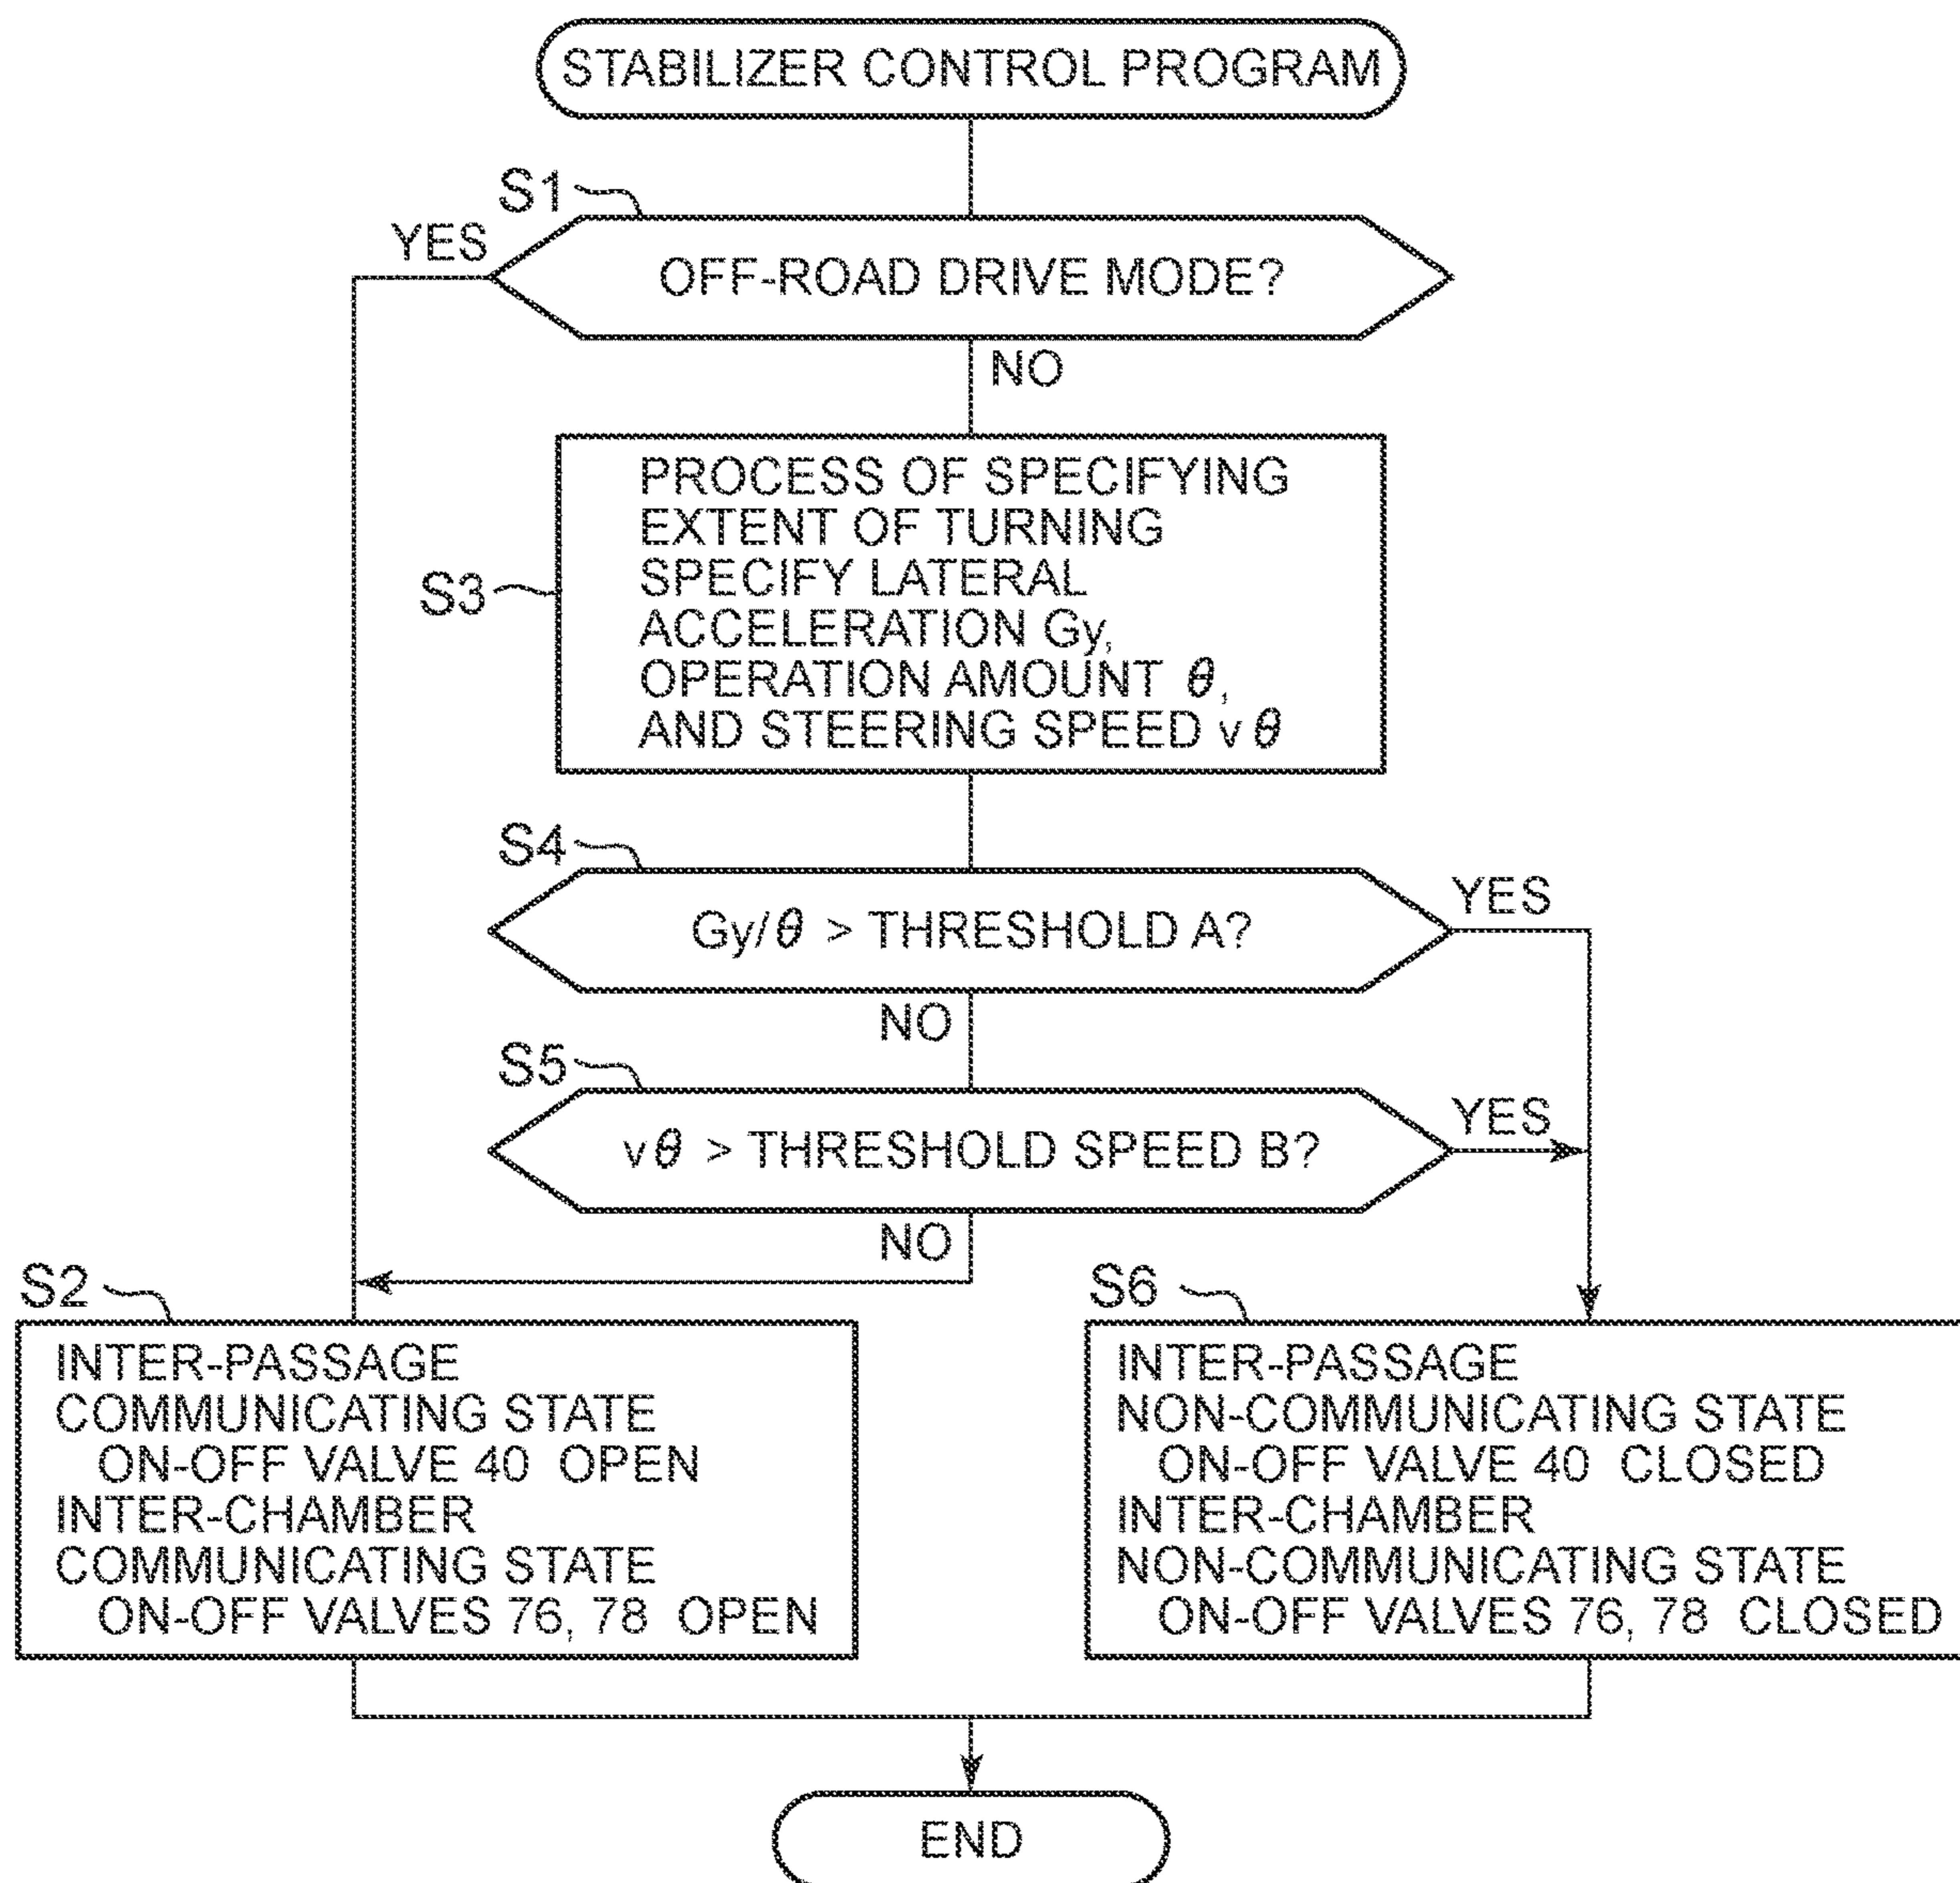 STABILIZER CONTROL PROGRAM
S1
YES
OFF-ROAD DRIVE MODE?
NO
S3
PROCESS OF SPECIFYING
EXTENT OF TURNING
SPECIFY LATERAL
ACCELERATION Gy,
OPERATION AMOUNT θ,
AND STEERING SPEED vθ
S4
Gy/θ > THRESHOLD A?
YES
NO
S5
vθ > THRESHOLD SPEED B?
YES
NO
S2
INTER-PASSAGE
COMMUNICATING STATE
ON-OFF VALVE 40 OPEN
INTER-CHAMBER
COMMUNICATING STATE
ON-OFF VALVES 76, 78 OPEN
S6
INTER-PASSAGE
NON-COMMUNICATING STATE
ON-OFF VALVE 40 CLOSED
INTER-CHAMBER
NON-COMMUNICATING STATE
ON-OFF VALVES 76, 78 CLOSED
END